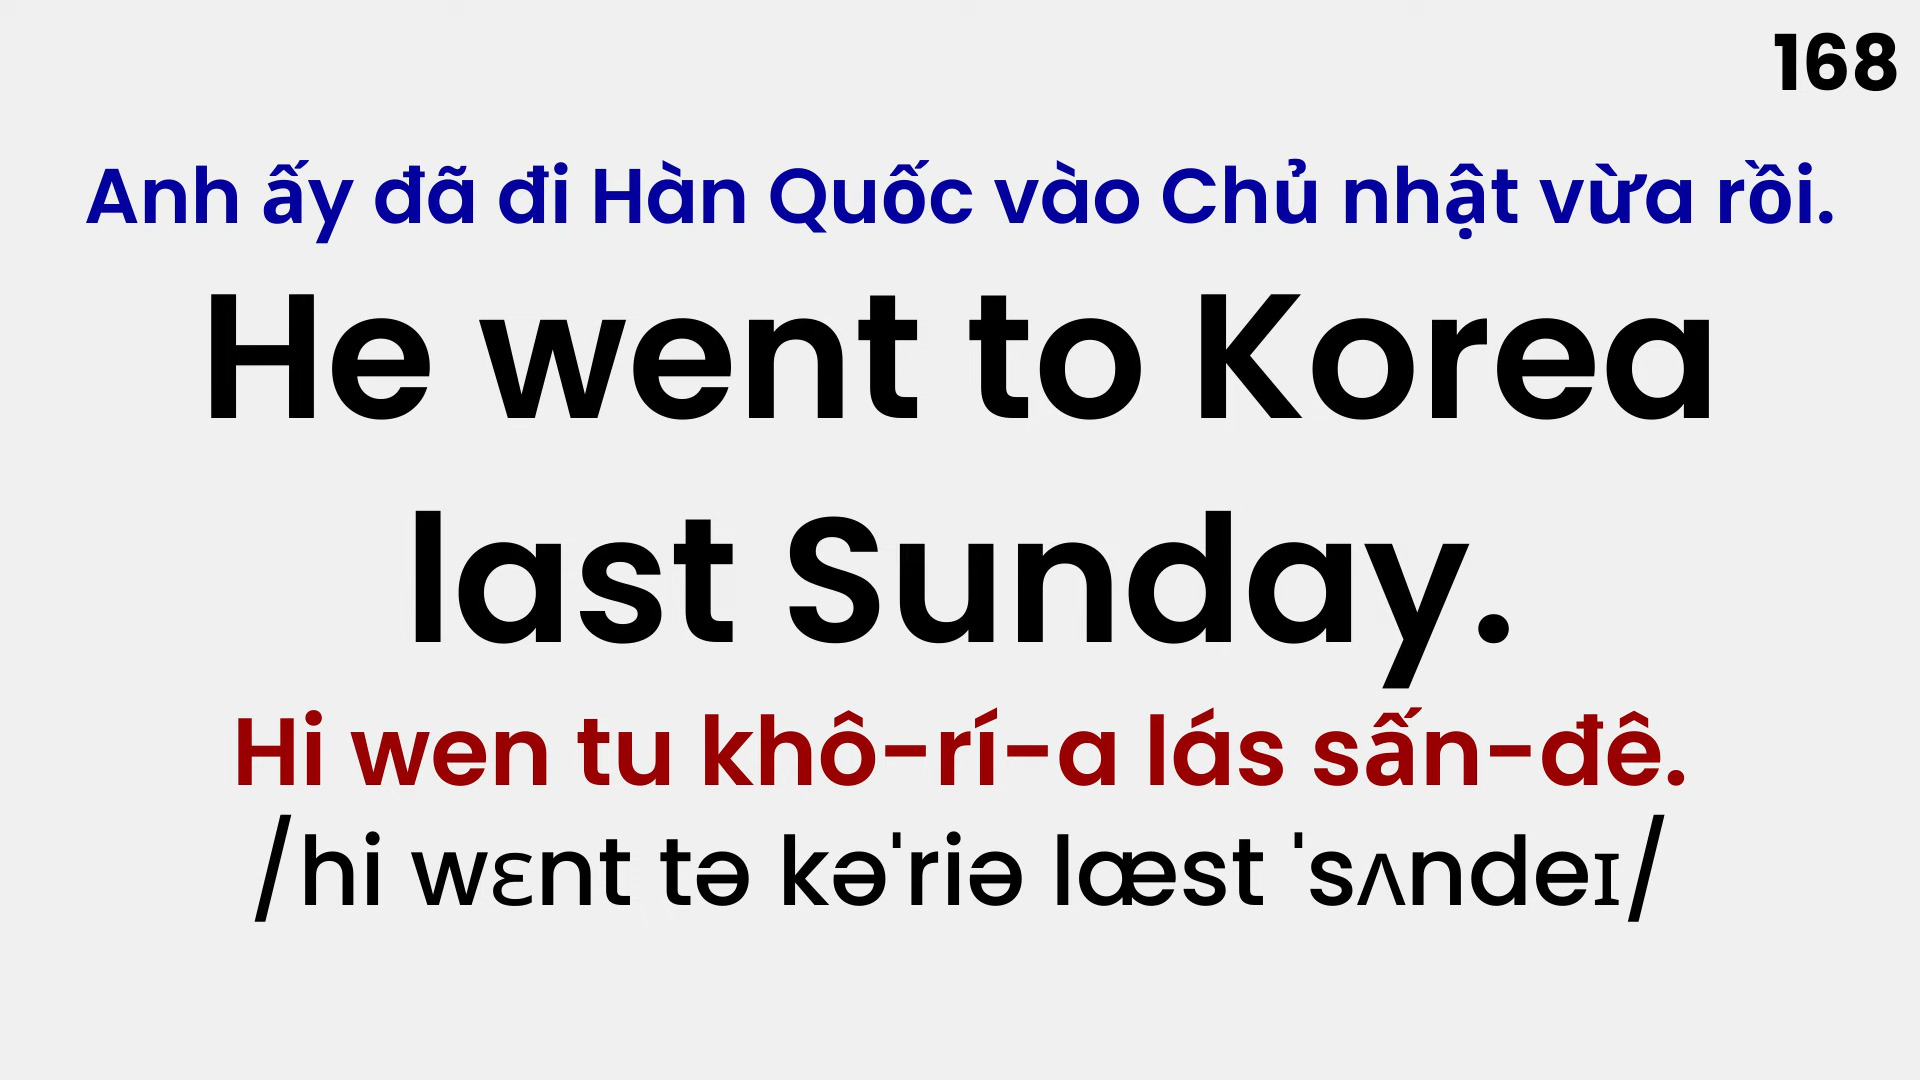 168
Anh ấy đã đi Hàn Quốc vào Chủ nhật vừa rồi.
He went to Korea
last Sunday.
Hi wen tu khô-rí-a lás sấn-đê.
/hi wɛnt tə kəˈriə læst ˈsʌndeɪ/